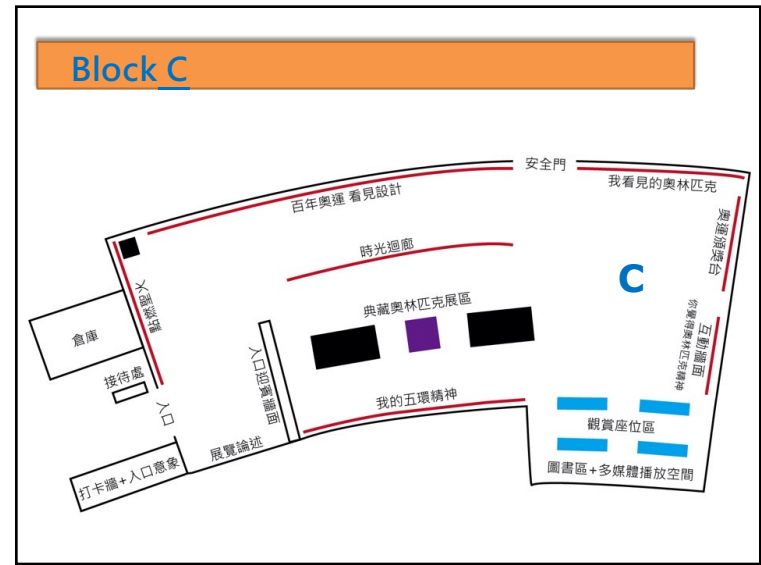 Block C
安全門
我看見的奧林匹克
百年奧運 看見設計
奧運頒獎台
時光迴廊
C
點燃聖火
典藏奧林匹克展區
倉庫
互動牆面
你覺得奧林匹克精神
入口迎賓牆面
接待處
我的五環精神
入口
觀賞座位區
展覽論述
打卡牆+入口意象
圖書區+多媒體播放空間